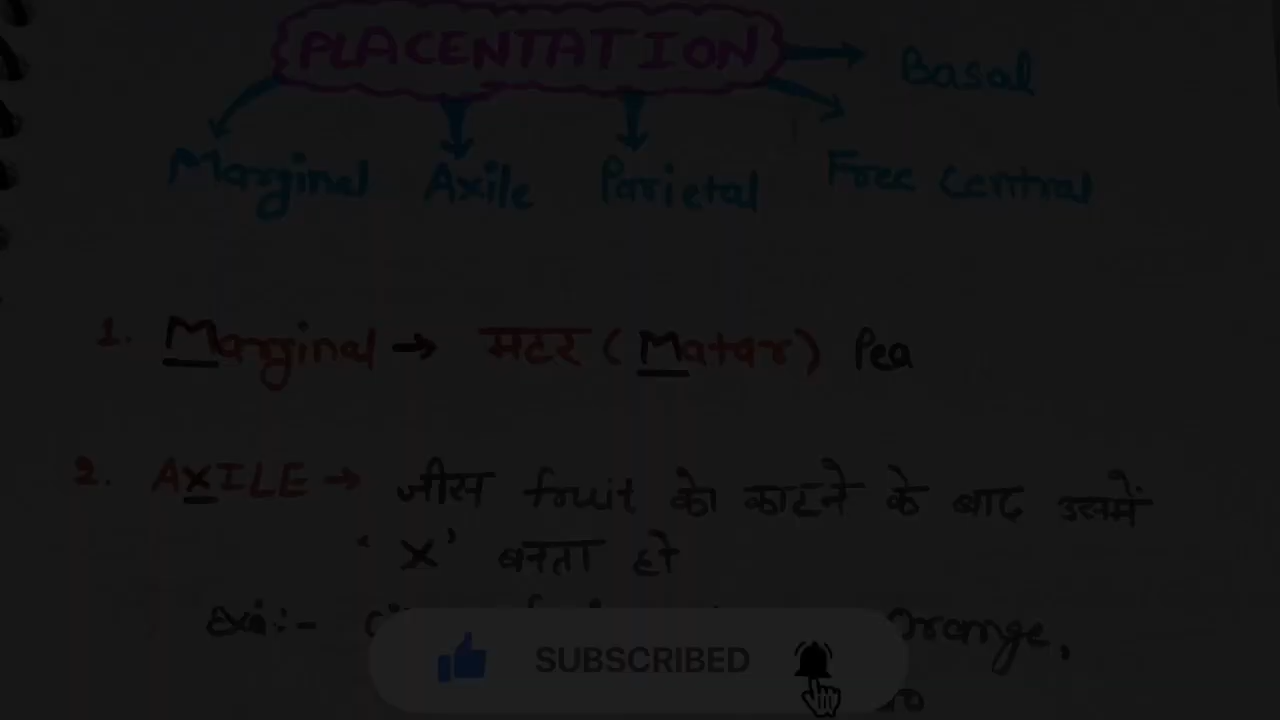 PLACENTATION
Basal
Marginal Axile Parietal Free Central
1. Marginal → मटर (Matar) Pea
2. AXILE → जीस fruit को काटने के बाद उसमें
'X' बनता हो
Exa:- Orange,
SUBSCRIBED